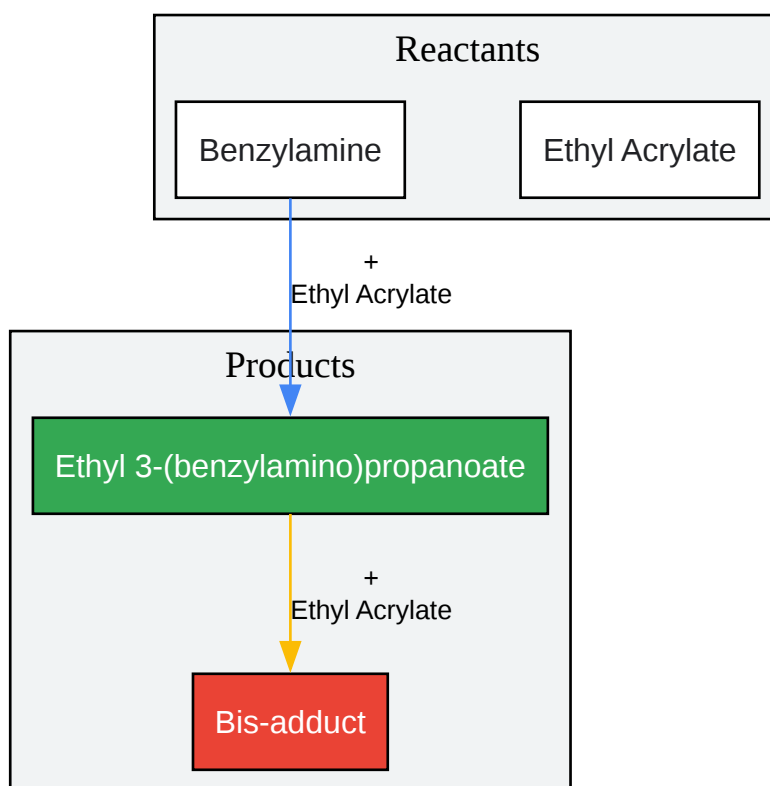 Reactants
Benzylamine
Ethyl Acrylate
+
Ethyl Acrylate
Products
Ethyl 3-(benzylamino)propanoate
+
Ethyl Acrylate
Bis-adduct